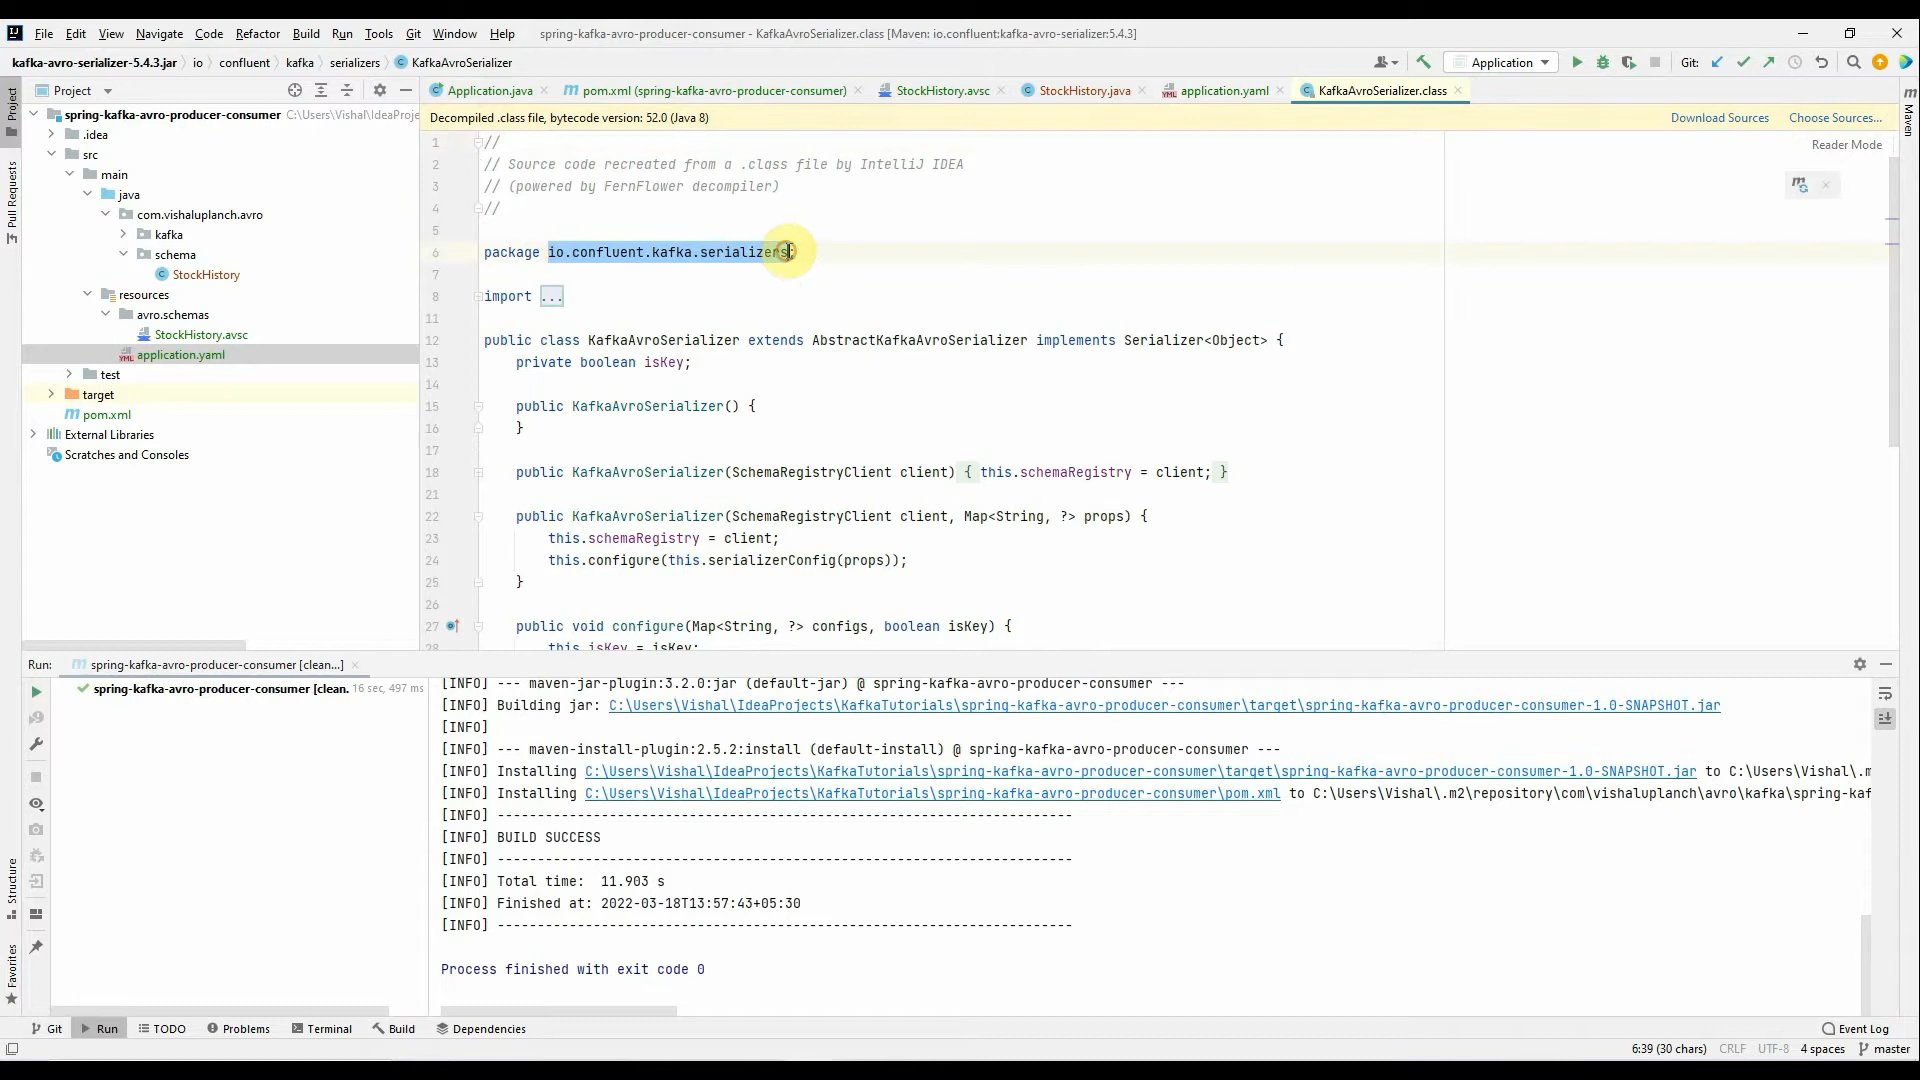 File Edit View Navigate Code Refactor Build Run Tools Git Window Help spring-kafka-avro-producer-consumer - KafkaAvroSerializer.class [Maven: io.confluent:kafka-avro-serializer:5.4.3]
kafka-avro-serializer-5.4.3.jar io confluent kafka serializers KafkaAvroSerializer Application Git:
Project Application.java pom.xml (spring-kafka-avro-producer-consumer) StockHistory.avsc StockHistory.java application.yaml KafkaAvroSerializer.class
Project
Pull Requests
Structure
Favorites
Maven
spring-kafka-avro-producer-consumer C:\Users\Vishal\IdeaProje
.idea
src
main
java
com.vishaluplanch.avro
kafka
schema
StockHistory
resources
avro.schemas
StockHistory.avsc
application.yaml
test
target
pom.xml
External Libraries
Scratches and Consoles
Decompiled .class file, bytecode version: 52.0 (Java 8) Download Sources Choose Sources...
Reader Mode
1 //
2 // Source code recreated from a .class file by IntelliJ IDEA
3 // (powered by FernFlower decompiler)
4 //
5
6 package io.confluent.kafka.serializers;
7
8 import ...
11
12 public class KafkaAvroSerializer extends AbstractKafkaAvroSerializer implements Serializer<Object> {
13 private boolean isKey;
14
15 public KafkaAvroSerializer() {
16 }
17
18 public KafkaAvroSerializer(SchemaRegistryClient client) { this.schemaRegistry = client; }
21
22 public KafkaAvroSerializer(SchemaRegistryClient client, Map<String, ?> props) {
23 this.schemaRegistry = client;
24 this.configure(this.serializerConfig(props));
25 }
26
27 public void configure(Map<String, ?> configs, boolean isKey) {
28 this.isKey = isKey;
Run: spring-kafka-avro-producer-consumer [clean...]
spring-kafka-avro-producer-consumer [clean. 16 sec, 497 ms
[INFO] --- maven-jar-plugin:3.2.0:jar (default-jar) @ spring-kafka-avro-producer-consumer ---
[INFO] Building jar: C:\Users\Vishal\IdeaProjects\KafkaTutorials\spring-kafka-avro-producer-consumer\target\spring-kafka-avro-producer-consumer-1.0-SNAPSHOT.jar
[INFO]
[INFO] --- maven-install-plugin:2.5.2:install (default-install) @ spring-kafka-avro-producer-consumer ---
[INFO] Installing C:\Users\Vishal\IdeaProjects\KafkaTutorials\spring-kafka-avro-producer-consumer\target\spring-kafka-avro-producer-consumer-1.0-SNAPSHOT.jar to C:\Users\Vishal\.m
[INFO] Installing C:\Users\Vishal\IdeaProjects\KafkaTutorials\spring-kafka-avro-producer-consumer\pom.xml to C:\Users\Vishal\.m2\repository\com\vishaluplanch\avro\kafka\spring-kaf
[INFO] ------------------------------------------------------------------------
[INFO] BUILD SUCCESS
[INFO] ------------------------------------------------------------------------
[INFO] Total time:  11.903 s
[INFO] Finished at: 2022-03-18T13:57:43+05:30
[INFO] ------------------------------------------------------------------------
Process finished with exit code 0
Git Run TODO Problems Terminal Build Dependencies Event Log
6:39 (30 chars) CRLF UTF-8 4 spaces master